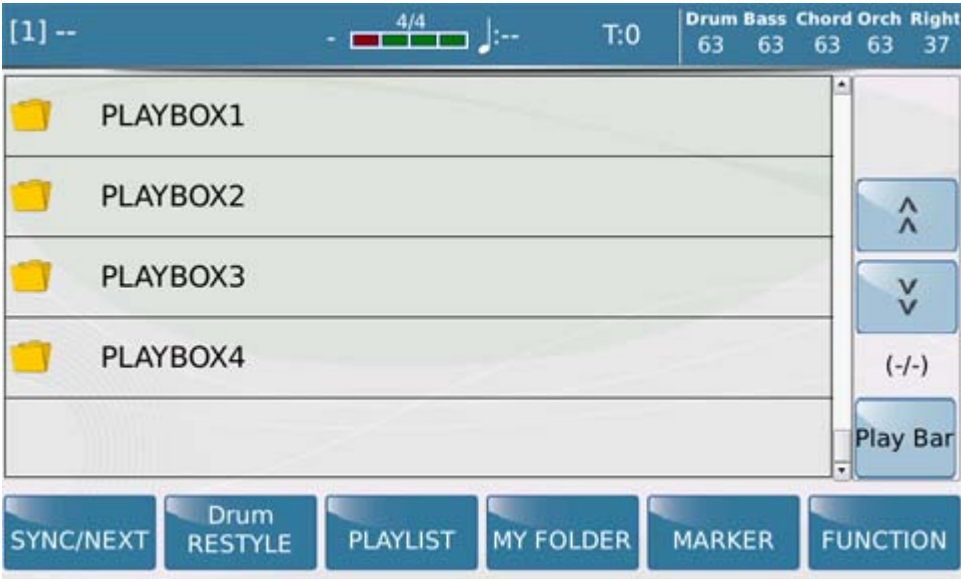 [1] --
- 4/4 :-- T:0
Drum Bass Chord Orch Right
63 63 63 63 37
PLAYBOX1
PLAYBOX2
PLAYBOX3
PLAYBOX4
(-/-)
Play Bar
SYNC/NEXT
Drum
RESTYLE
PLAYLIST
MY FOLDER
MARKER
FUNCTION